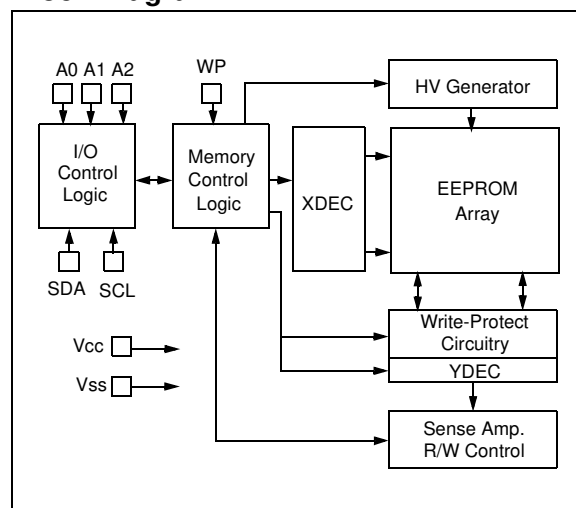 A0 A1 A2
WP
HV Generator
I/O
Control
Logic
Memory
Control
Logic
XDEC
EEPROM
Array
SDA
SCL
Write-Protect
Circuitry
YDEC
Vcc
Vss
Sense Amp.
R/W Control